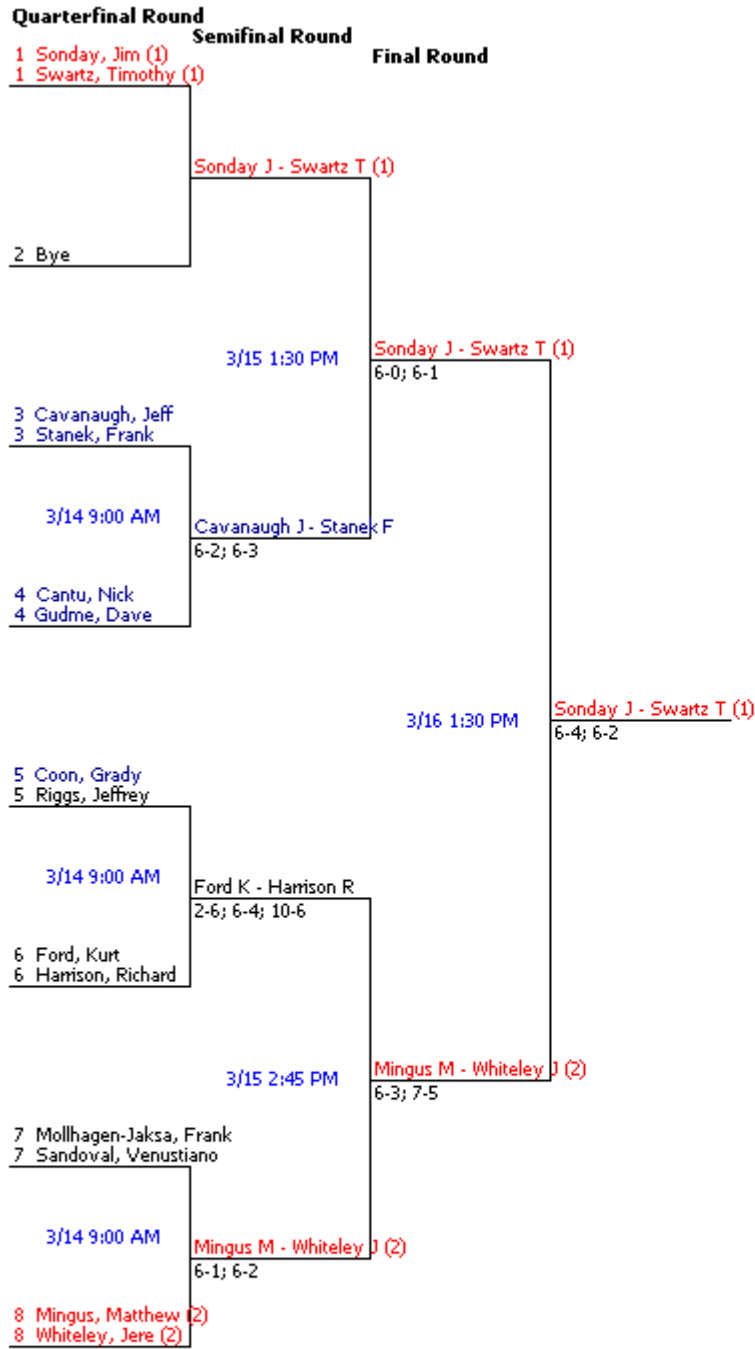 Quarterfinal Round
Semifinal Round
Final Round
1 Sonday, Jim (1)
1 Swartz, Timothy (1)
Sonday J - Swartz T (1)
2 Bye
3/15 1:30 PM
Sonday J - Swartz T (1)
6-0; 6-1
3 Cavanaugh, Jeff
3 Stanek, Frank
3/14 9:00 AM
Cavanaugh J - Stanek F
6-2; 6-3
4 Cantu, Nick
4 Gudme, Dave
3/16 1:30 PM
Sonday J - Swartz T (1)
6-4; 6-2
5 Coon, Grady
5 Riggs, Jeffrey
3/14 9:00 AM
Ford K - Harrison R
2-6; 6-4; 10-6
6 Ford, Kurt
6 Harrison, Richard
3/15 2:45 PM
Mingus M - Whiteley J (2)
6-3; 7-5
7 Mollhagen-Jaksa, Frank
7 Sandoval, Venustiano
3/14 9:00 AM
Mingus M - Whiteley J (2)
6-1; 6-2
8 Mingus, Matthew (2)
8 Whiteley, Jere (2)